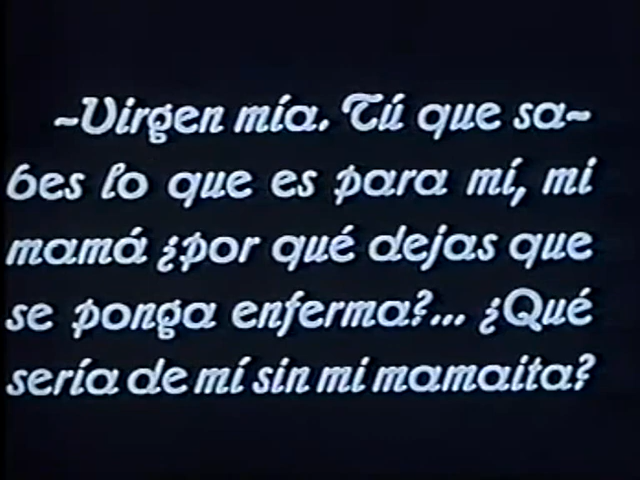 ~Virgen mía. Tú que sa~
bes lo que es para mí, mi
mamá ¿por qué dejas que
se ponga enferma?... ¿Qué
sería de mí sin mi mamaita?